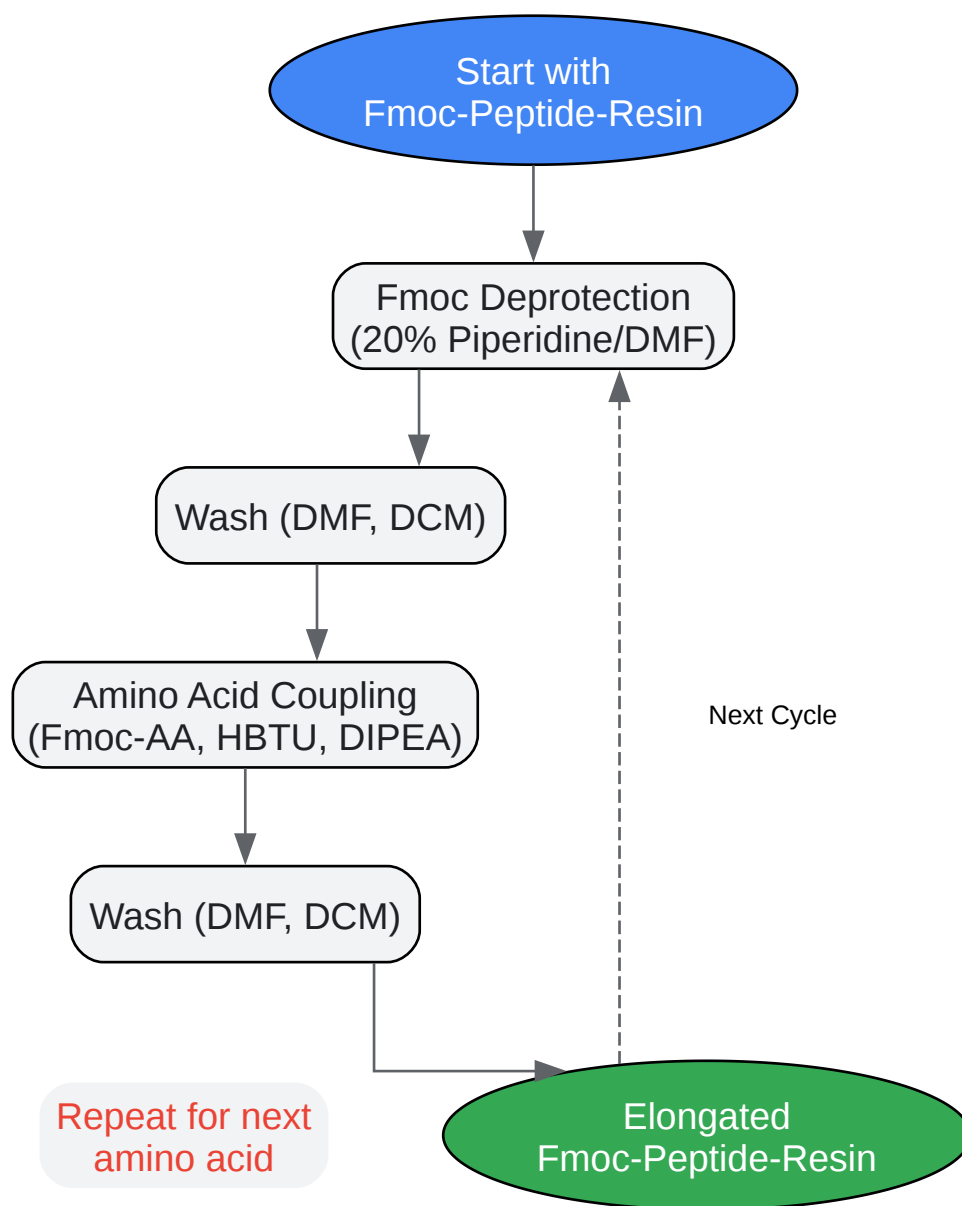 Start with
Fmoc-Peptide-Resin
Fmoc Deprotection
(20% Piperidine/DMF)
Wash (DMF, DCM)
Amino Acid Coupling
(Fmoc-AA, HBTU, DIPEA)
Next Cycle
Wash (DMF, DCM)
Repeat for next
amino acid
Elongated
Fmoc-Peptide-Resin